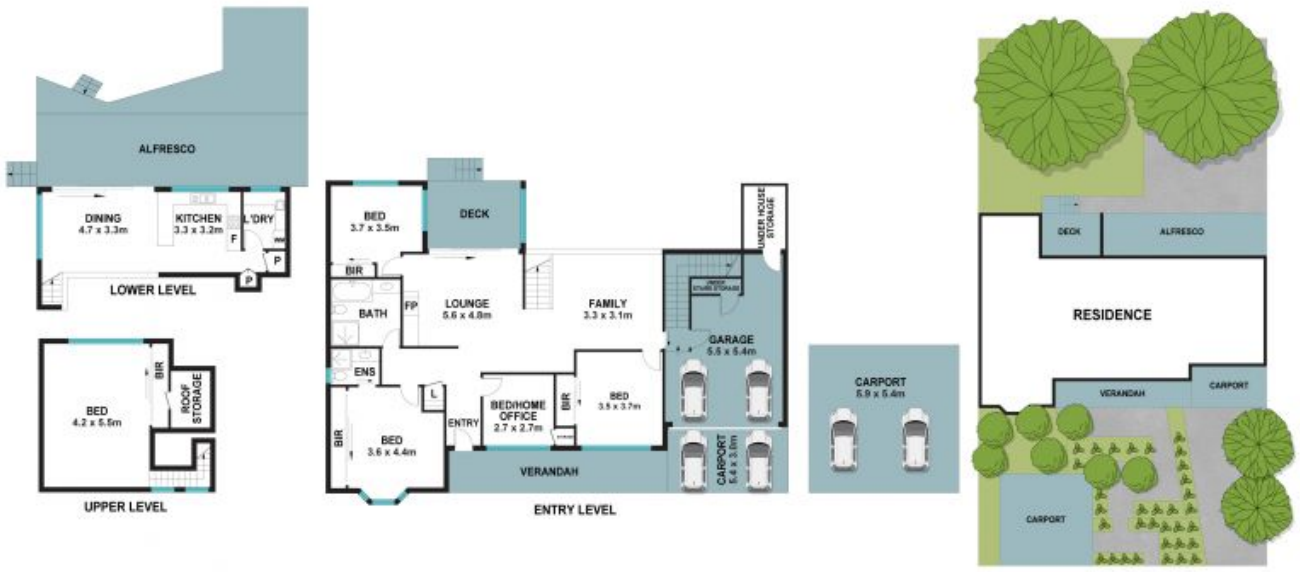 ALFRESCO
DINING
4.7 x 3.3m
KITCHEN
3.3 x 3.2m
L'DRY
F
P
P
LOWER LEVEL
BED
4.2 x 5.5m
BIR
ROOF
STORAGE
UPPER LEVEL
BED
3.7 x 3.5m
BIR
DECK
UNDER HOUSE
STORAGE
BATH
FP
LOUNGE
5.6 x 4.8m
FAMILY
3.3 x 3.1m
UNDER
STAIRS STORAGE
GARAGE
5.5 x 5.4m
ENS
L
BIR
BED
3.6 x 4.4m
ENTRY
BED/HOME
OFFICE
2.7 x 2.7m
BIR
BED
3.5 x 3.7m
VERANDAH
CARPORT
5.4 x 3.0m
ENTRY LEVEL
CARPORT
5.9 x 5.4m
DECK
ALFRESCO
RESIDENCE
VERANDAH
CARPORT
CARPORT